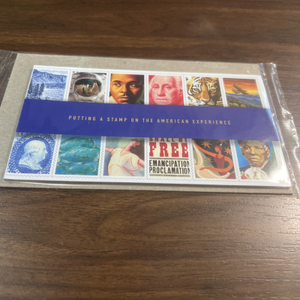 PUTTING A STAMP ON THE AMERICAN EXPERIENCE
FREE
EMANCIPATION
PROCLAMATION